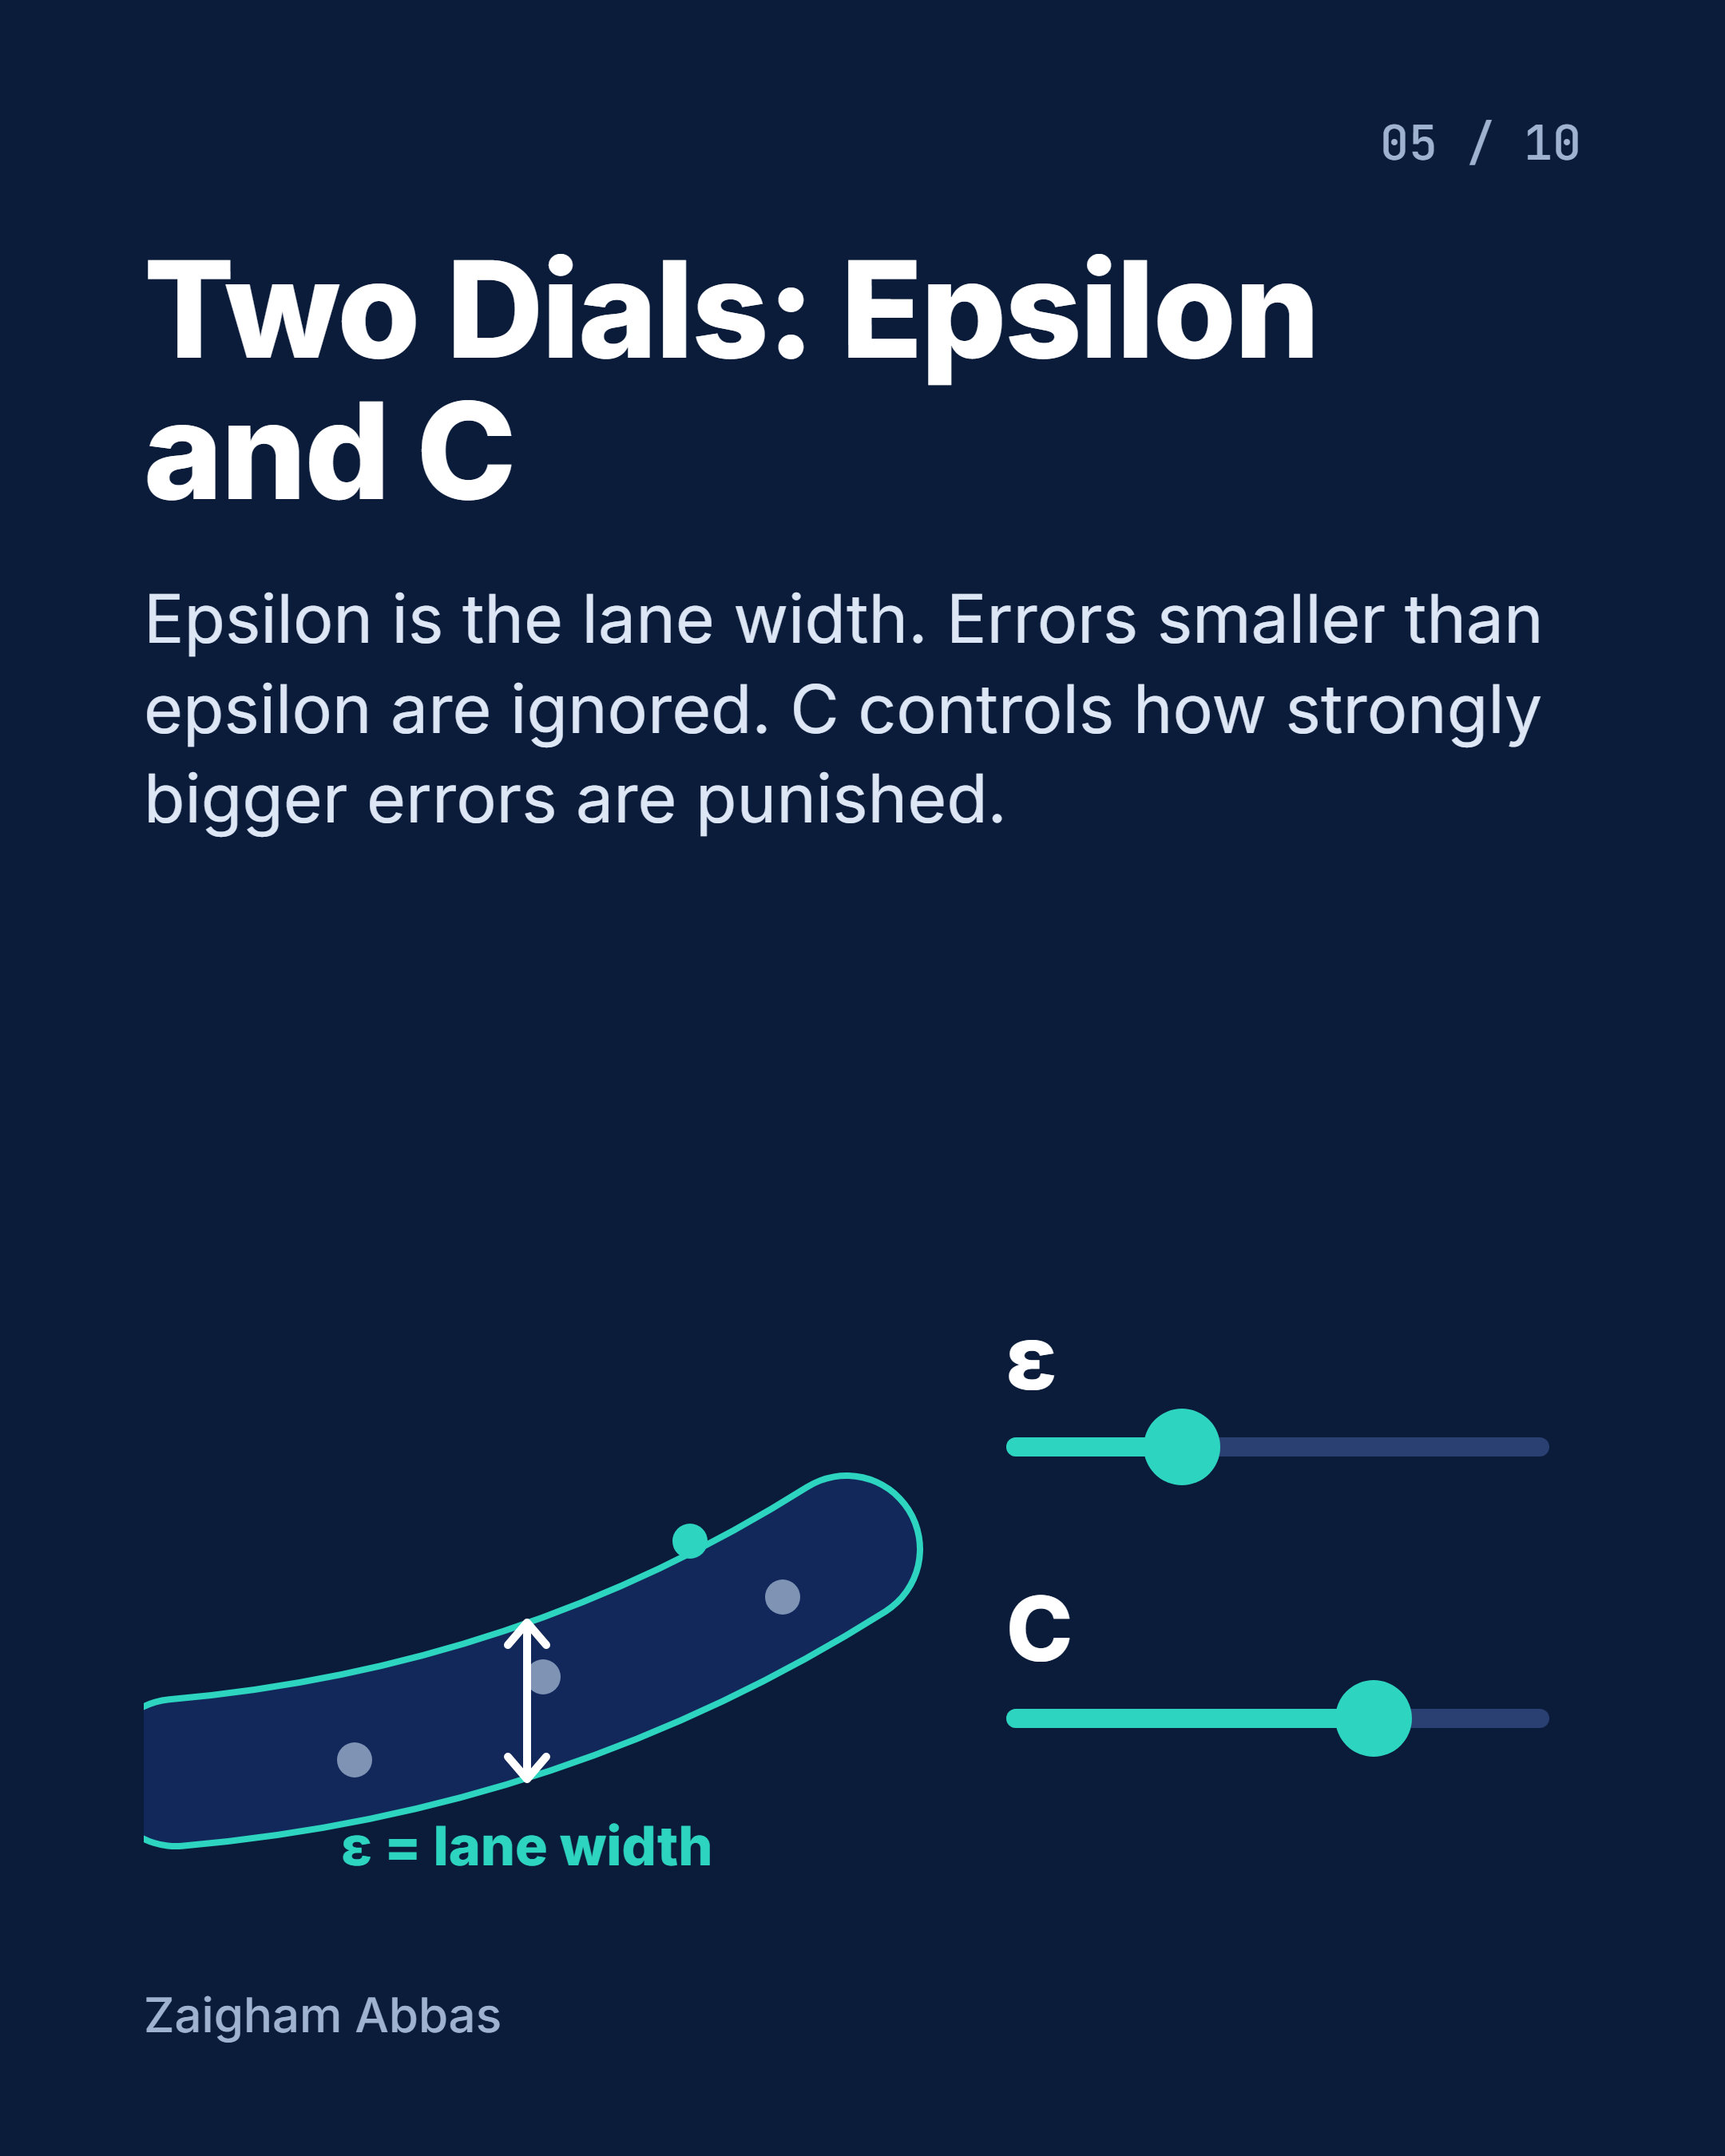 05 / 10
Two Dials: Epsilon
and C
Epsilon is the lane width. Errors smaller than
epsilon are ignored. C controls how strongly
bigger errors are punished.
ε
C
ε = lane width
Zaigham Abbas